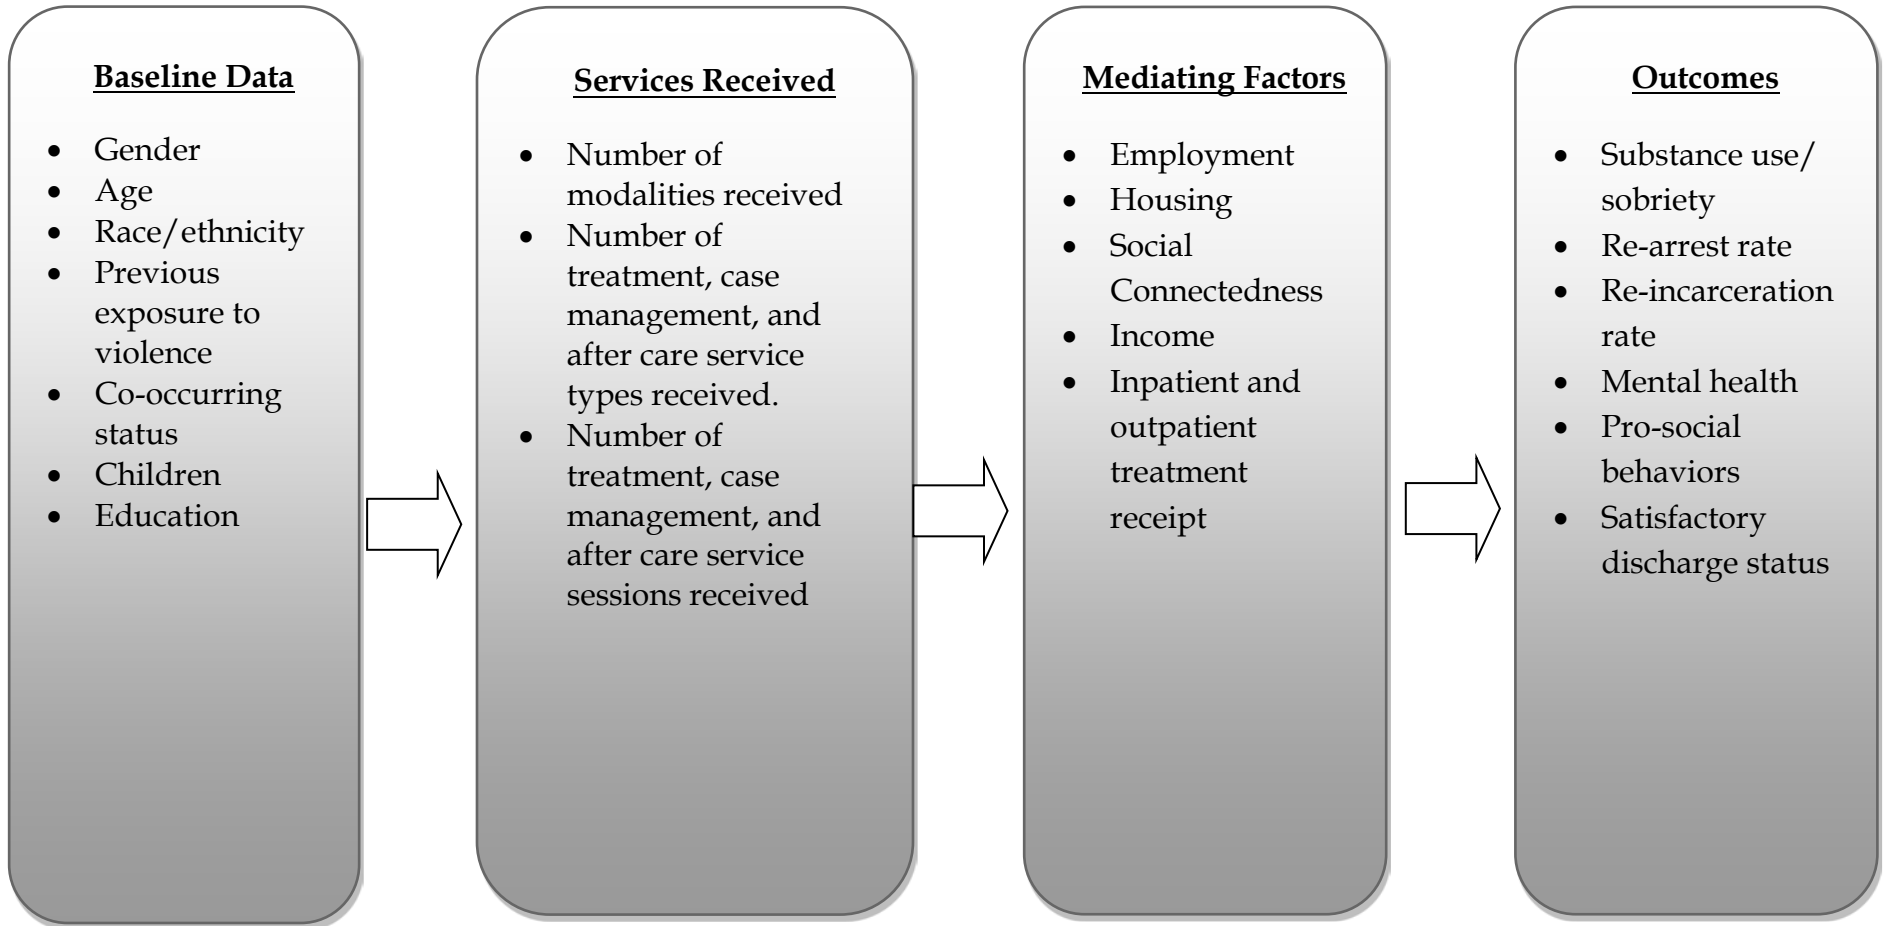 Baseline Data
• Gender
• Age
• Race/ethnicity
• Previous
exposure to
violence
• Co-occurring
status
• Children
• Education
Services Received
• Number of
modalities received
• Number of
treatment, case
management, and
after care service
types received.
• Number of
treatment, case
management, and
after care service
sessions received
Mediating Factors
• Employment
• Housing
• Social
Connectedness
• Income
• Inpatient and
outpatient
treatment
receipt
Outcomes
• Substance use/
sobriety
• Re-arrest rate
• Re-incarceration
rate
• Mental health
• Pro-social
behaviors
• Satisfactory
discharge status